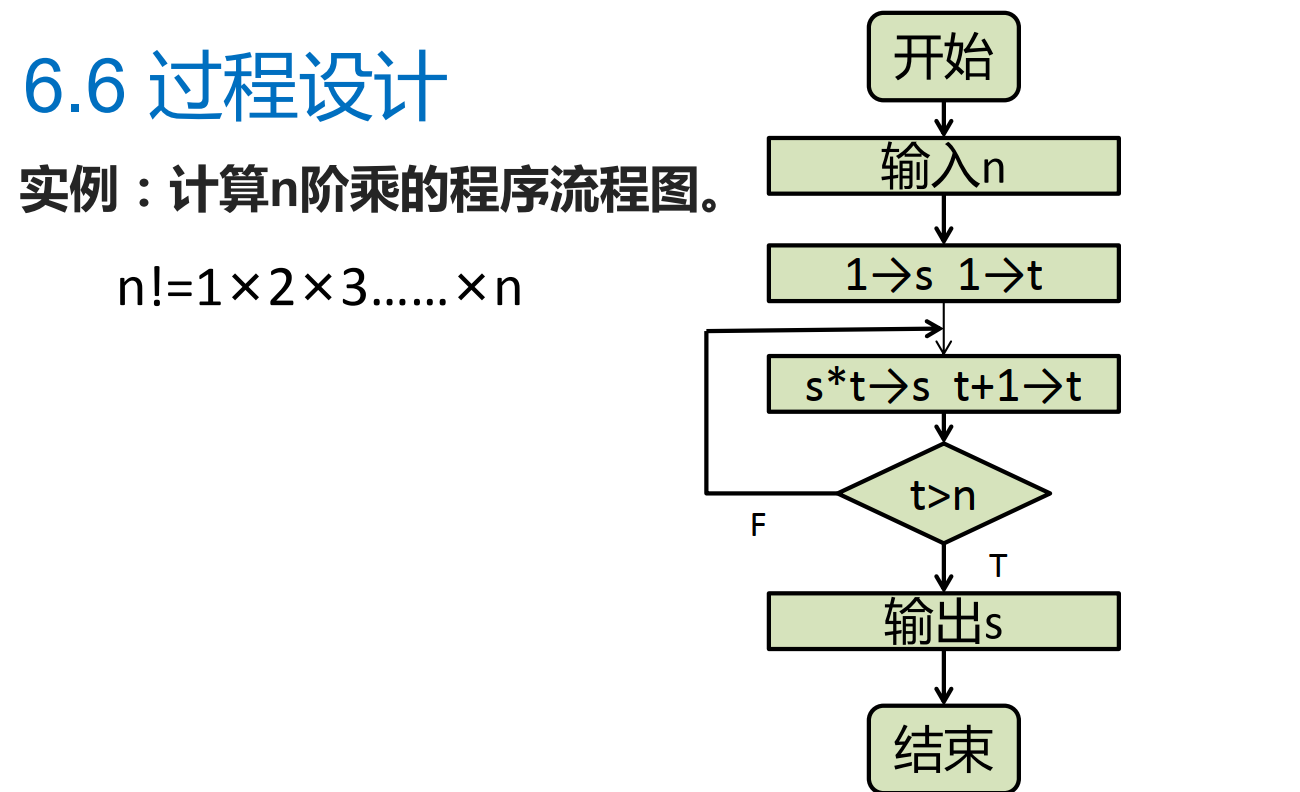 6.6 过程设计
实例：计算n阶乘的程序流程图。
n!=1×2×3……×n
开始
输入n
1→s 1→t
s*t→s t+1→t
t>n
F
T
输出s
结束